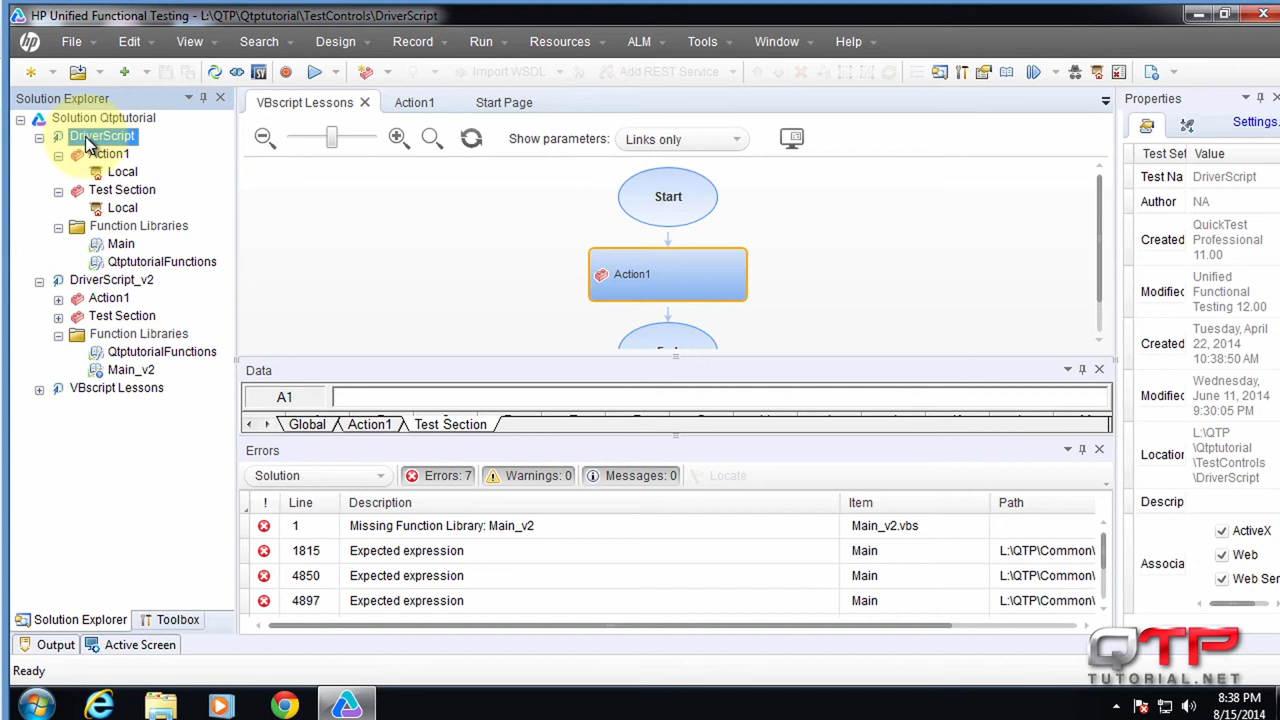 HP Unified Functional Testing - L:\QTP\Qtptutorial\TestControls\DriverScript
File Edit View Search Design Record Run Resources ALM Tools Window Help
Import WSDL Add REST Service
Solution Explorer
Solution Qtptutorial
DriverScript
Action1
Local
Test Section
Local
Function Libraries
Main
QtptutorialFunctions
DriverScript_v2
Action1
Test Section
Function Libraries
QtptutorialFunctions
Main_v2
VBscript Lessons
Solution Explorer Toolbox
Output Active Screen
Ready
VBscript Lessons Action1 Start Page
Show parameters: Links only
Start
Action1
Data
A1
Global Action1 Test Section
Errors
Solution Errors: 7 Warnings: 0 Messages: 0 Locate
! Line Description Item Path
1 Missing Function Library: Main_v2 Main_v2.vbs
1815 Expected expression Main L:\QTP\Common\
4850 Expected expression Main L:\QTP\Common\
4897 Expected expression Main L:\QTP\Common\
Properties
Settings.
Test Set Value
Test Na DriverScript
Author NA
Created QuickTest Professional 11.00
Modified Unified Functional Testing 12.00
Created Tuesday, April 22, 2014 10:38:50 AM
Modified Wednesday, June 11, 2014 9:30:05 PM
Location L:\QTP\Qtptutorial\TestControls\DriverScript
Descrip
Associa ActiveX
Web
Web Ser
QTP
TUTORIAL.NET
8:38 PM
8/15/2014